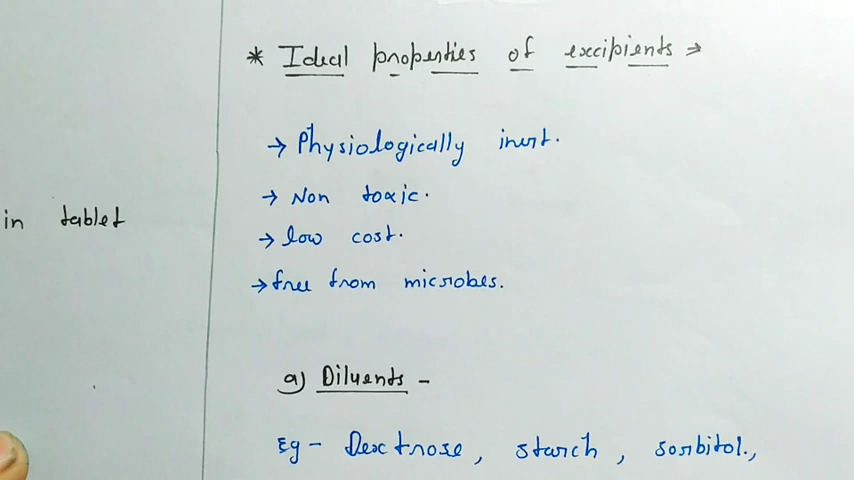 * Ideal properties of excipients ⇒
→ Physiologically inert.
→ Non toxic.
in tablet
→ low cost.
→ free from microbes.
a) Diluents -
Eg - Dextrose, starch, sorbitol.,